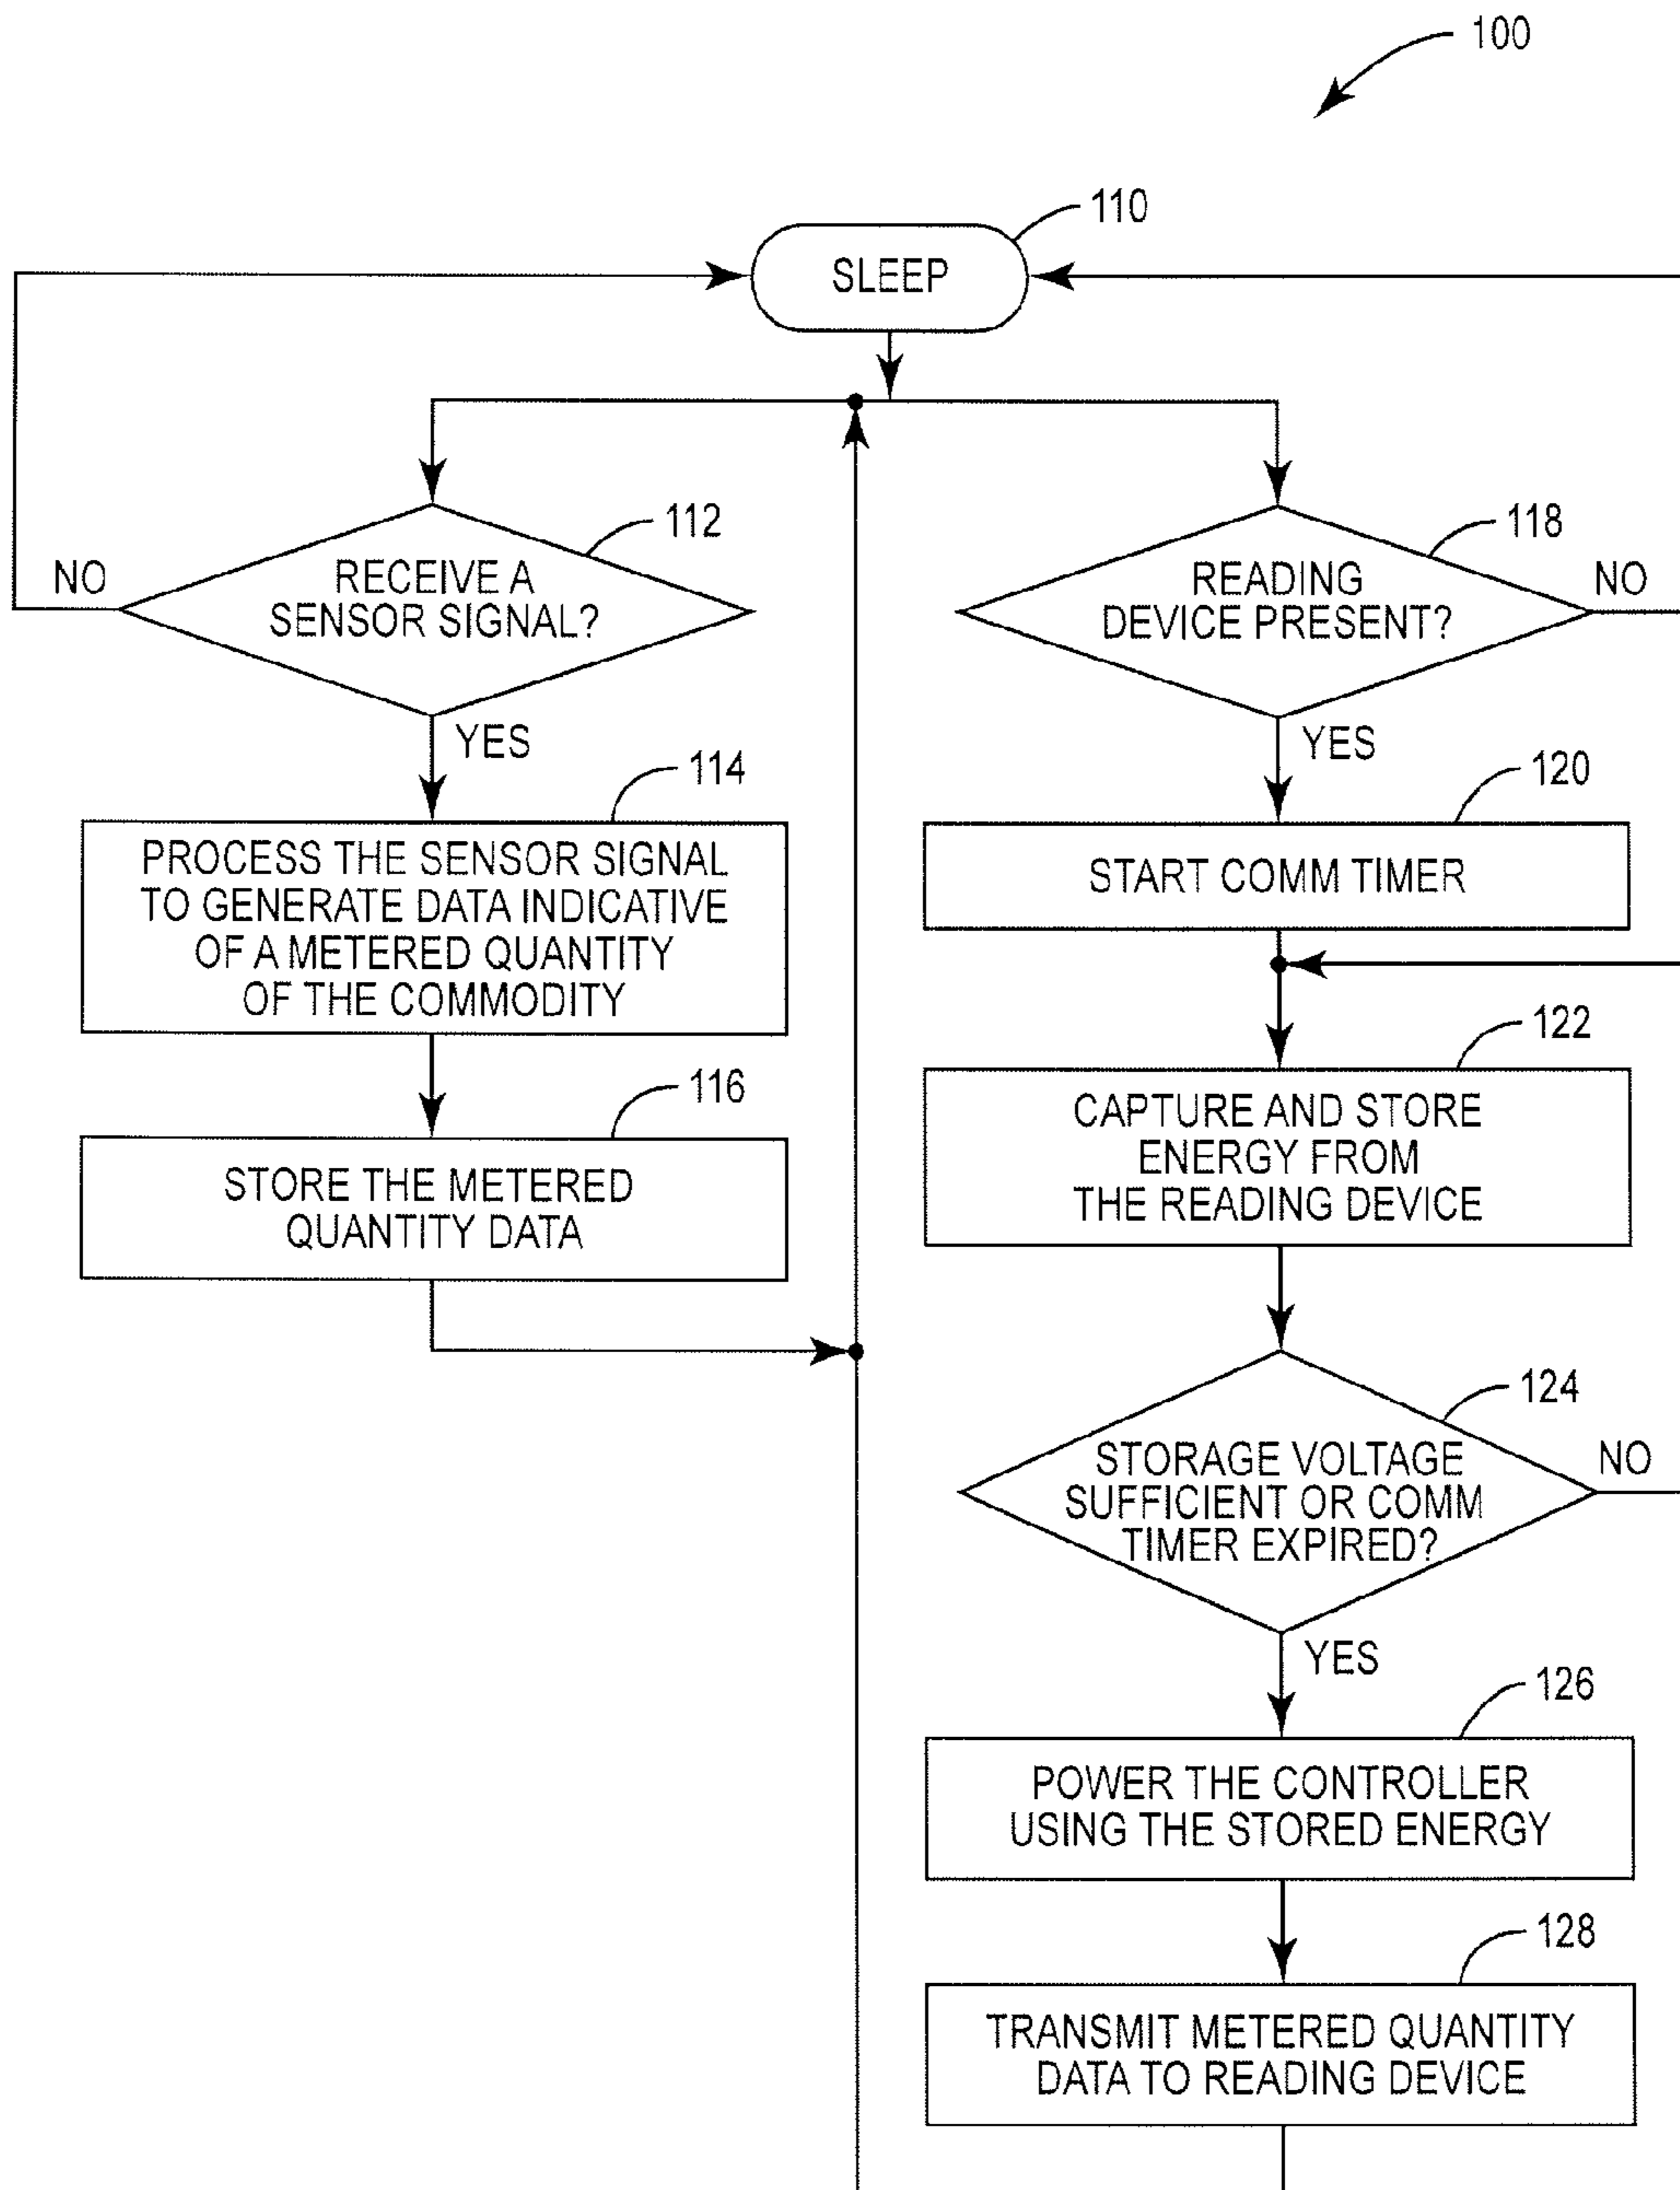 100
110
SLEEP
112
RECEIVE A
SENSOR SIGNAL?
NO
YES
114
PROCESS THE SENSOR SIGNAL
TO GENERATE DATA INDICATIVE
OF A METERED QUANTITY
OF THE COMMODITY
116
STORE THE METERED
QUANTITY DATA
118
READING
DEVICE PRESENT?
NO
YES
120
START COMM TIMER
122
CAPTURE AND STORE
ENERGY FROM
THE READING DEVICE
124
STORAGE VOLTAGE
SUFFICIENT OR COMM
TIMER EXPIRED?
NO
YES
126
POWER THE CONTROLLER
USING THE STORED ENERGY
128
TRANSMIT METERED QUANTITY
DATA TO READING DEVICE